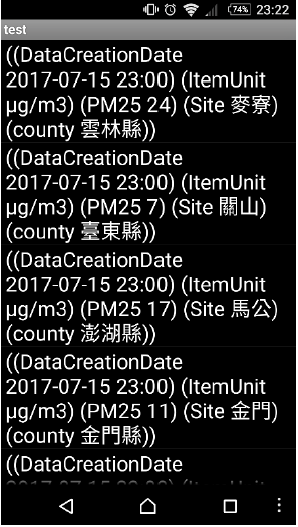 74% 23:22
test
((DataCreationDate
2017-07-15 23:00) (ItemUnit
μg/m3) (PM25 24) (Site 麥寮)
(county 雲林縣))
((DataCreationDate
2017-07-15 23:00) (ItemUnit
μg/m3) (PM25 7) (Site 關山)
(county 臺東縣))
((DataCreationDate
2017-07-15 23:00) (ItemUnit
μg/m3) (PM25 17) (Site 馬公)
(county 澎湖縣))
((DataCreationDate
2017-07-15 23:00) (ItemUnit
μg/m3) (PM25 11) (Site 金門)
(county 金門縣))
((DataCreationDate